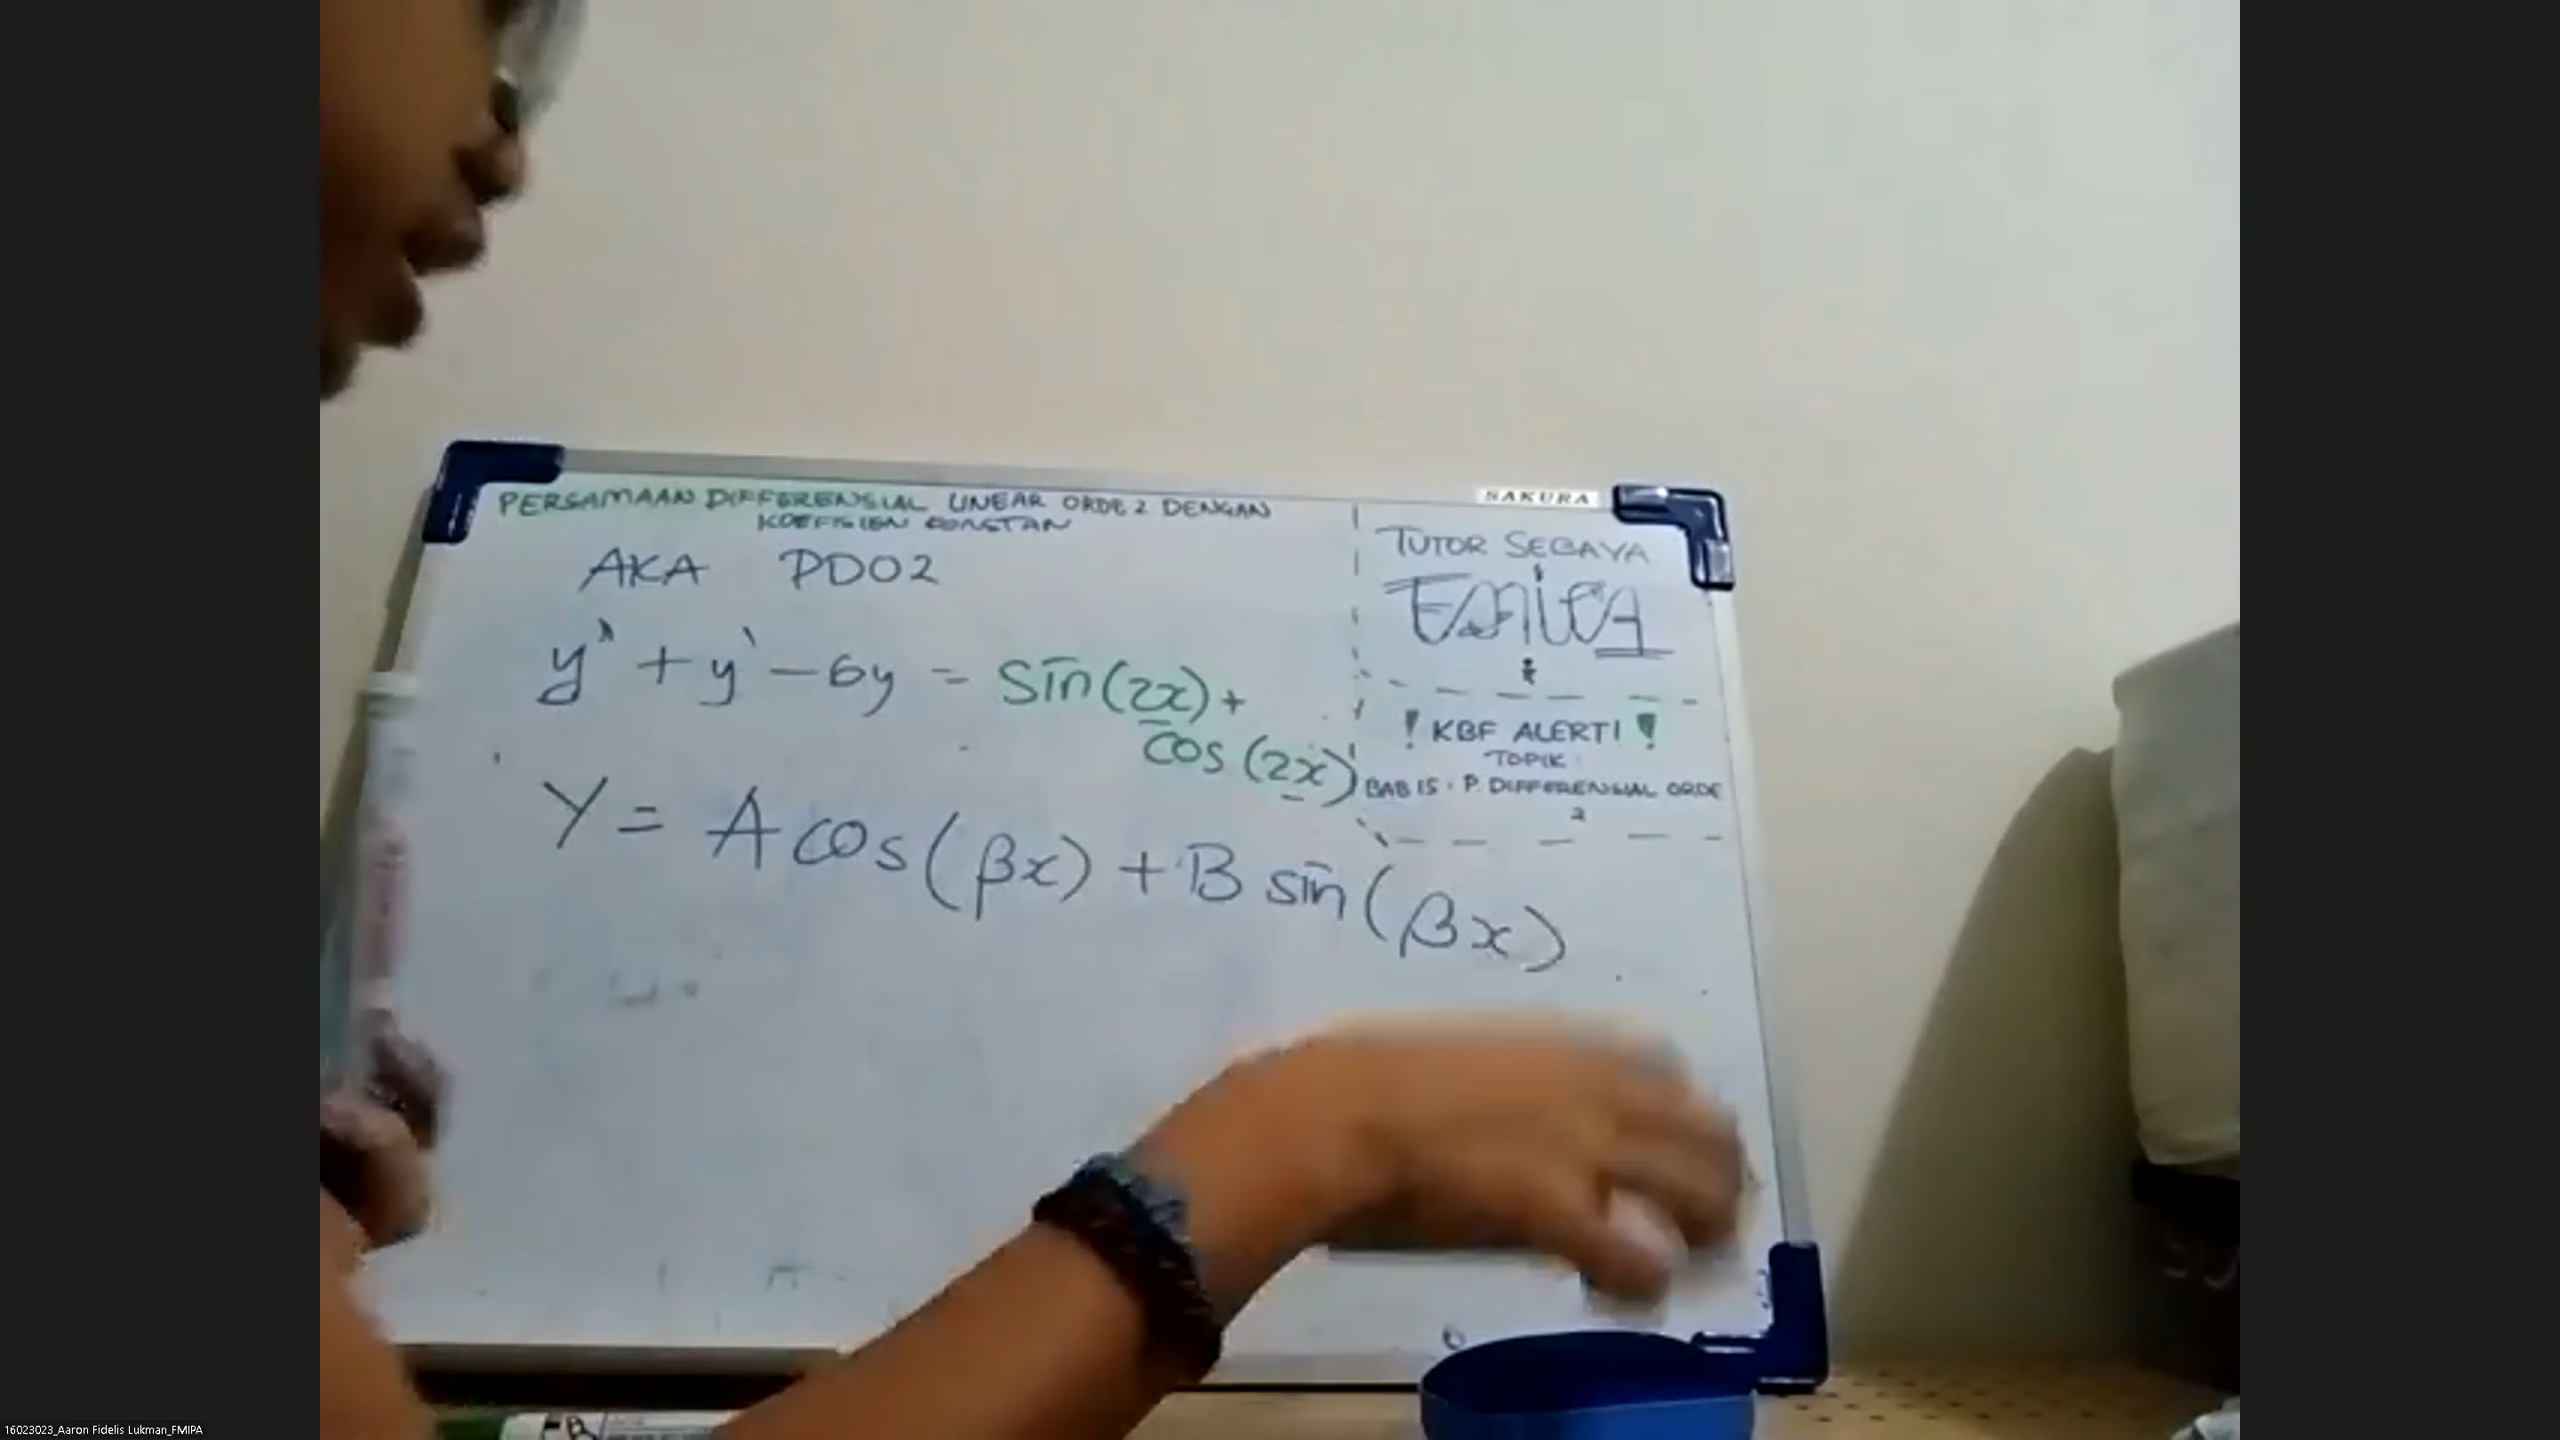 PERSAMAAN DIFFERENSIAL LINEAR ORDE 2 DENGAN
KOEFISIEN KONSTAN
AKA PDO2
y" + y' - 6y = sin(2x) +
cos(2x)
Y = A cos(βx) + B sin(βx)
SAKURA
TUTOR SEBAYA
FMIPA
! KBF ALERT! !
TOPIK :
BAB 15 : P. DIFFERENSIAL ORDE
2
16023023_Aaron Fidelis Lukman_FMIPA